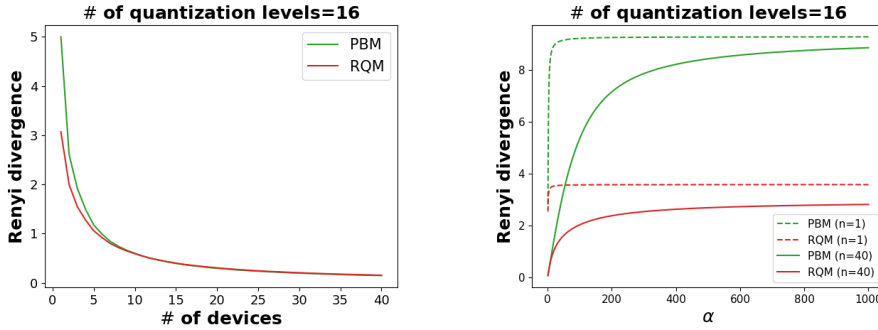 # of quantization levels=16
Renyi divergence
5
4
3
2
1
0
PBM
RQM
0 5 10 15 20 25 30 35 40
# of devices
# of quantization levels=16
Renyi divergence
8
6
4
2
0
PBM (n=1)
RQM (n=1)
PBM (n=40)
RQM (n=40)
0 200 400 600 800 1000
α